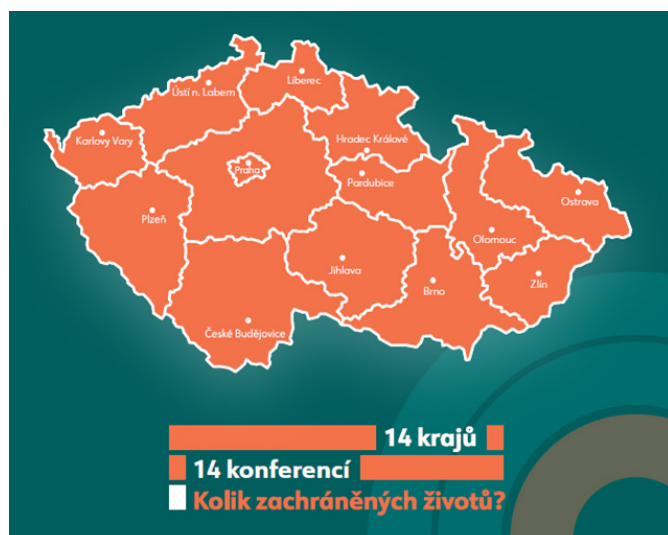 Liberec
Ústí n. Labem
Karlovy Vary
Hradec Králové
Praha
Pardubice
Ostrava
Plzeň
Olomouc
Jihlava
Zlín
Brno
České Budějovice
14 krajů
14 konferencí
Kolik zachráněných životů?